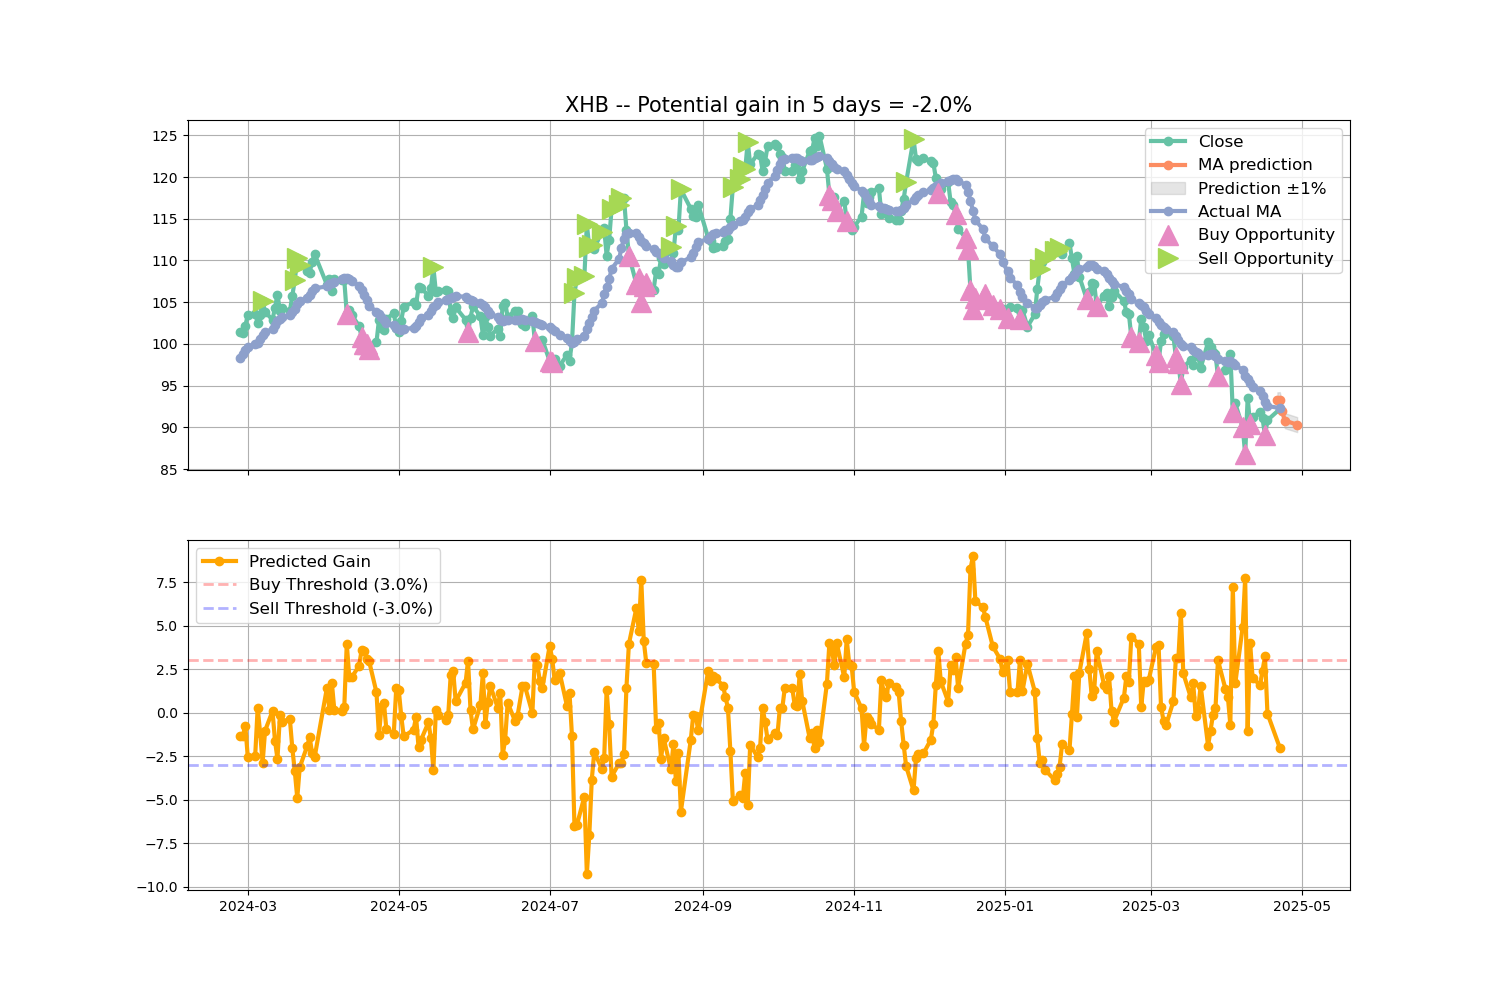 XHB -- Potential gain in 5 days = -2.0%
125
120
115
110
105
100
95
90
85
Close
MA prediction
Prediction ±1%
Actual MA
Buy Opportunity
Sell Opportunity
7.5
5.0
2.5
0.0
−2.5
−5.0
−7.5
−10.0
Predicted Gain
Buy Threshold (3.0%)
Sell Threshold (-3.0%)
2024-03
2024-05
2024-07
2024-09
2024-11
2025-01
2025-03
2025-05